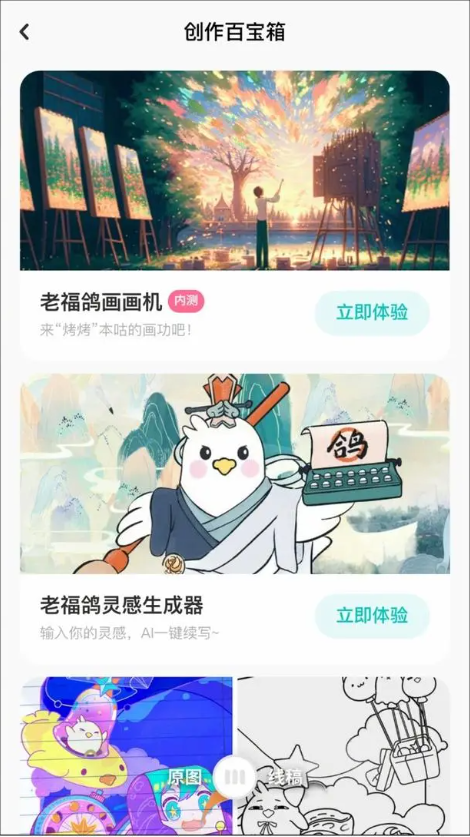 创作百宝箱
老福鸽画画机 内测
来“烤烤”本咕的画功吧！
立即体验
鸽
老福鸽灵感生成器
输入你的灵感，AI一键续写~
立即体验
原图
线稿